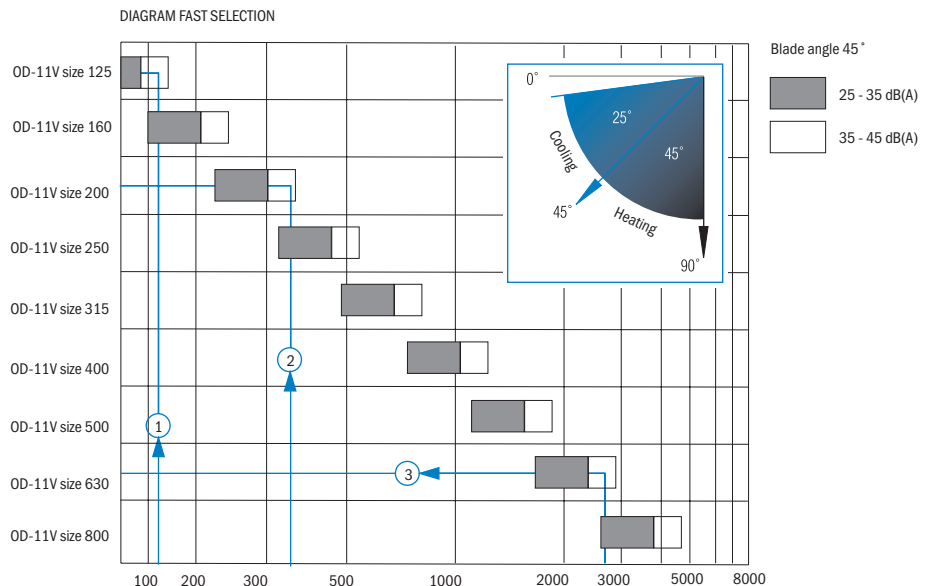 DIAGRAM FAST SELECTION
Blade angle 45°
25 - 35 dB(A)
35 - 45 dB(A)
OD-11V size 125
OD-11V size 160
OD-11V size 200
OD-11V size 250
OD-11V size 315
OD-11V size 400
OD-11V size 500
OD-11V size 630
OD-11V size 800
0°
25°
45°
Cooling
45°
Heating
90°
2
1
3
100 200 300 500 1000 2000 3000 5000 8000